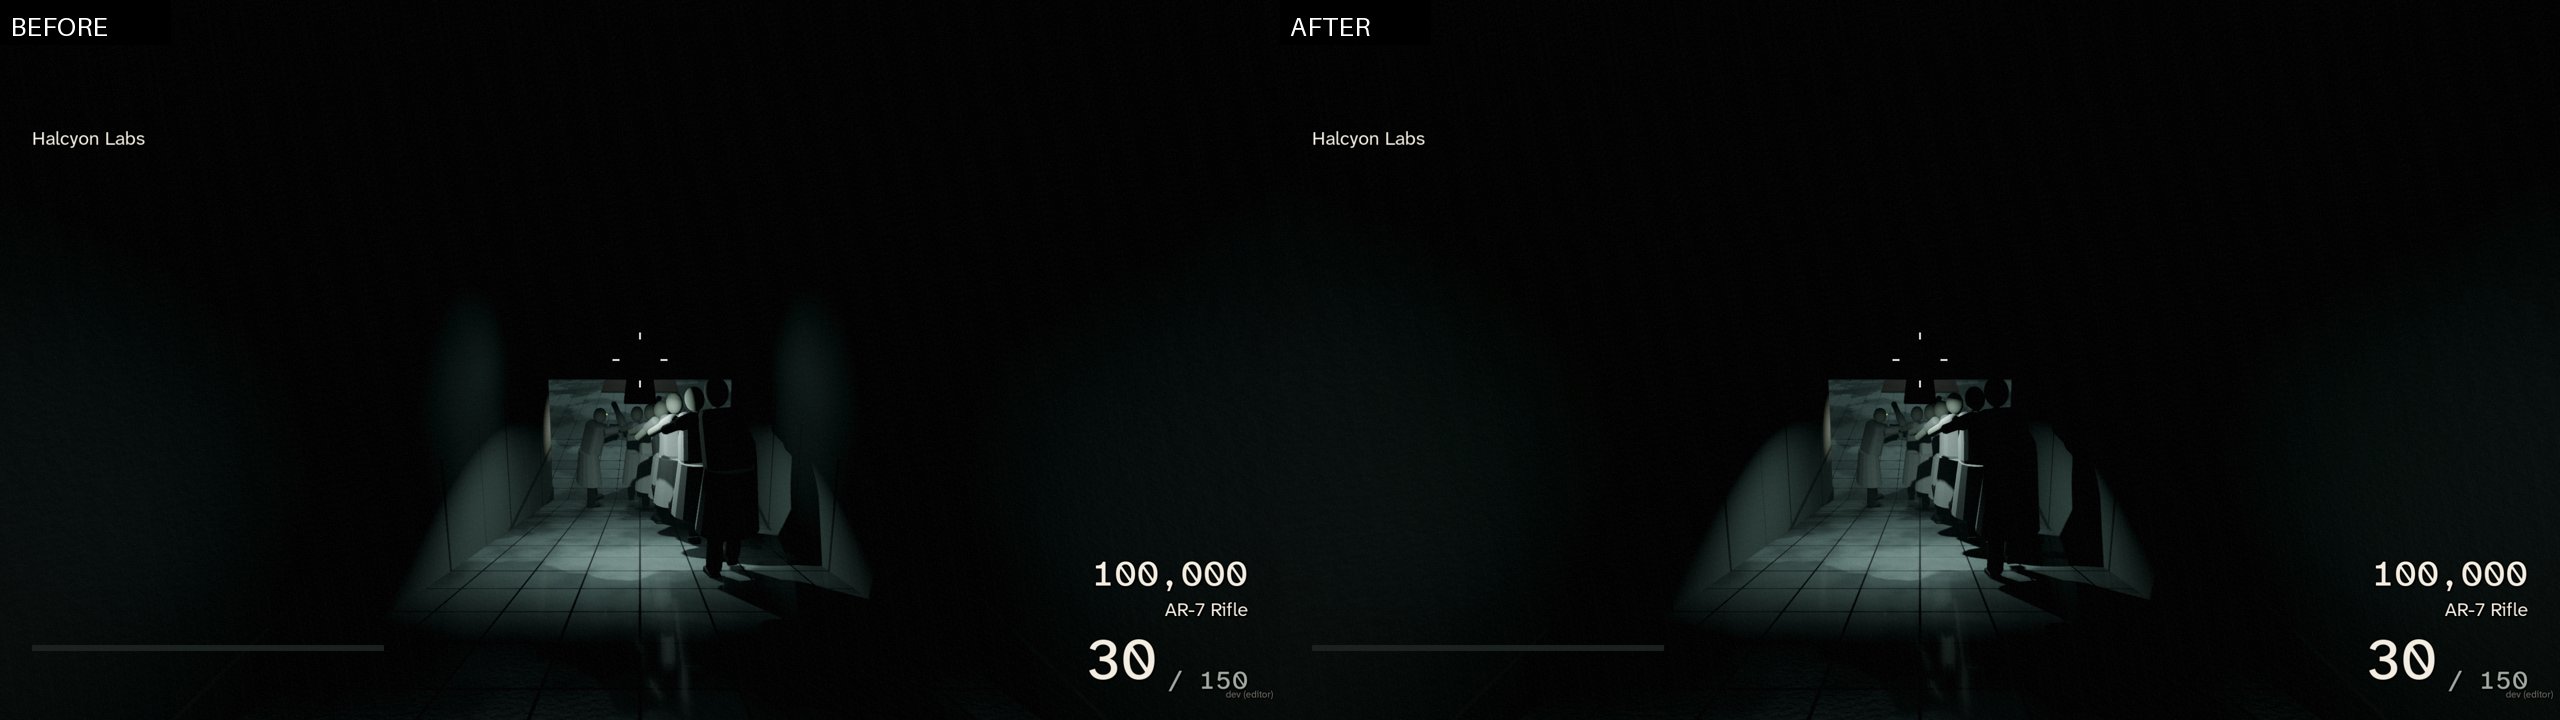 BEFORE
Halcyon Labs
100,000
AR-7 Rifle
30 / 150
dev (editor)
AFTER
Halcyon Labs
100,000
AR-7 Rifle
30 / 150
dev (editor)